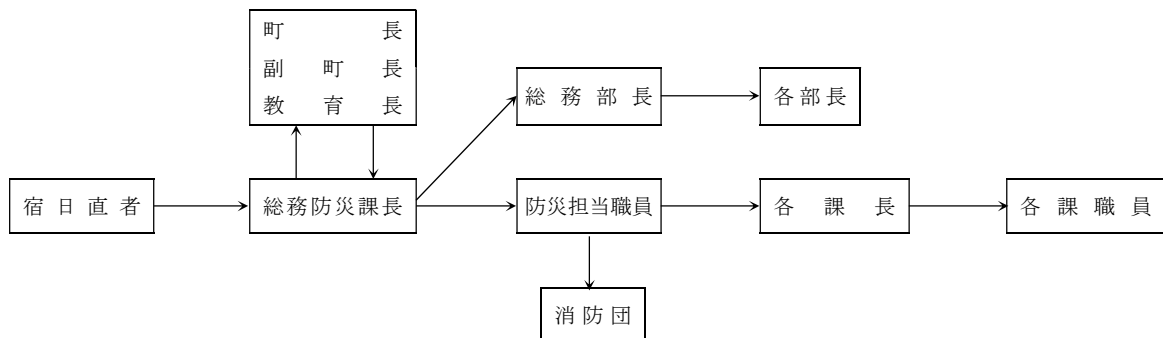 町長
副町長
教育長
総務部長
各部長
宿日直者
総務防災課長
防災担当職員
各課長
各課職員
消防団